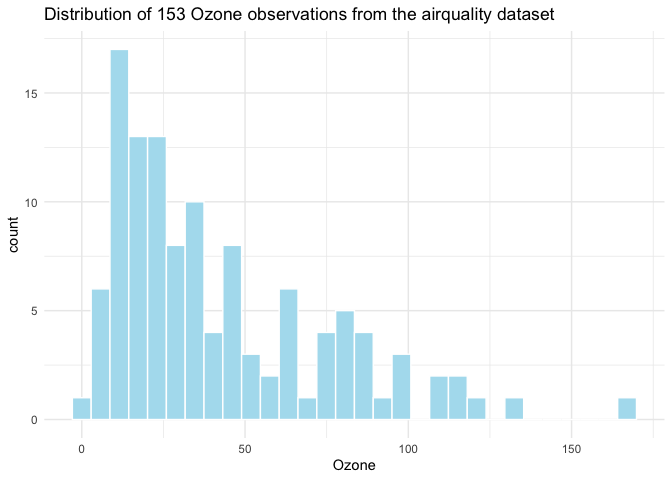 Distribution of 153 Ozone observations from the airquality dataset
15
10
5
0
count
0 50 100 150
Ozone